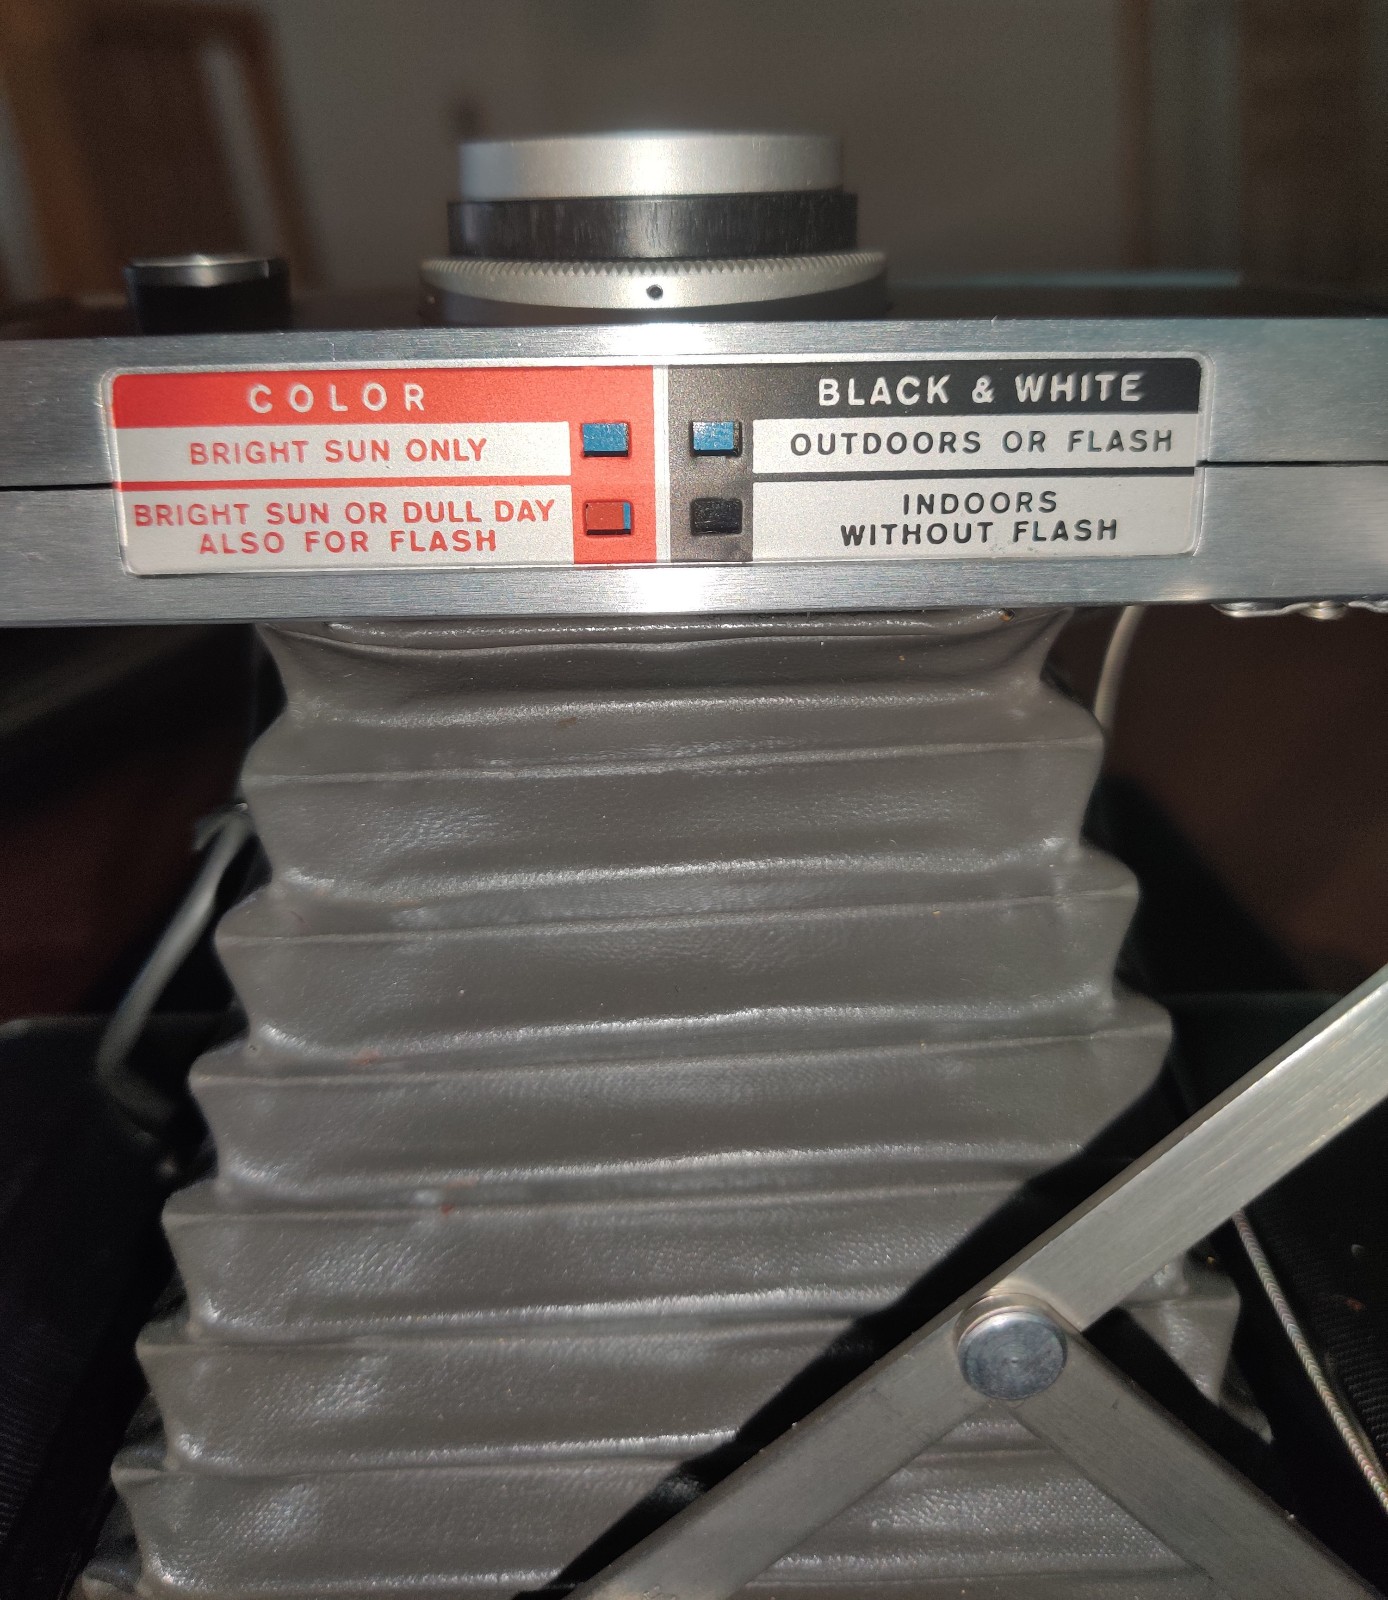 COLOR
BRIGHT SUN ONLY
BRIGHT SUN OR DULL DAY
ALSO FOR FLASH
BLACK & WHITE
OUTDOORS OR FLASH
INDOORS
WITHOUT FLASH